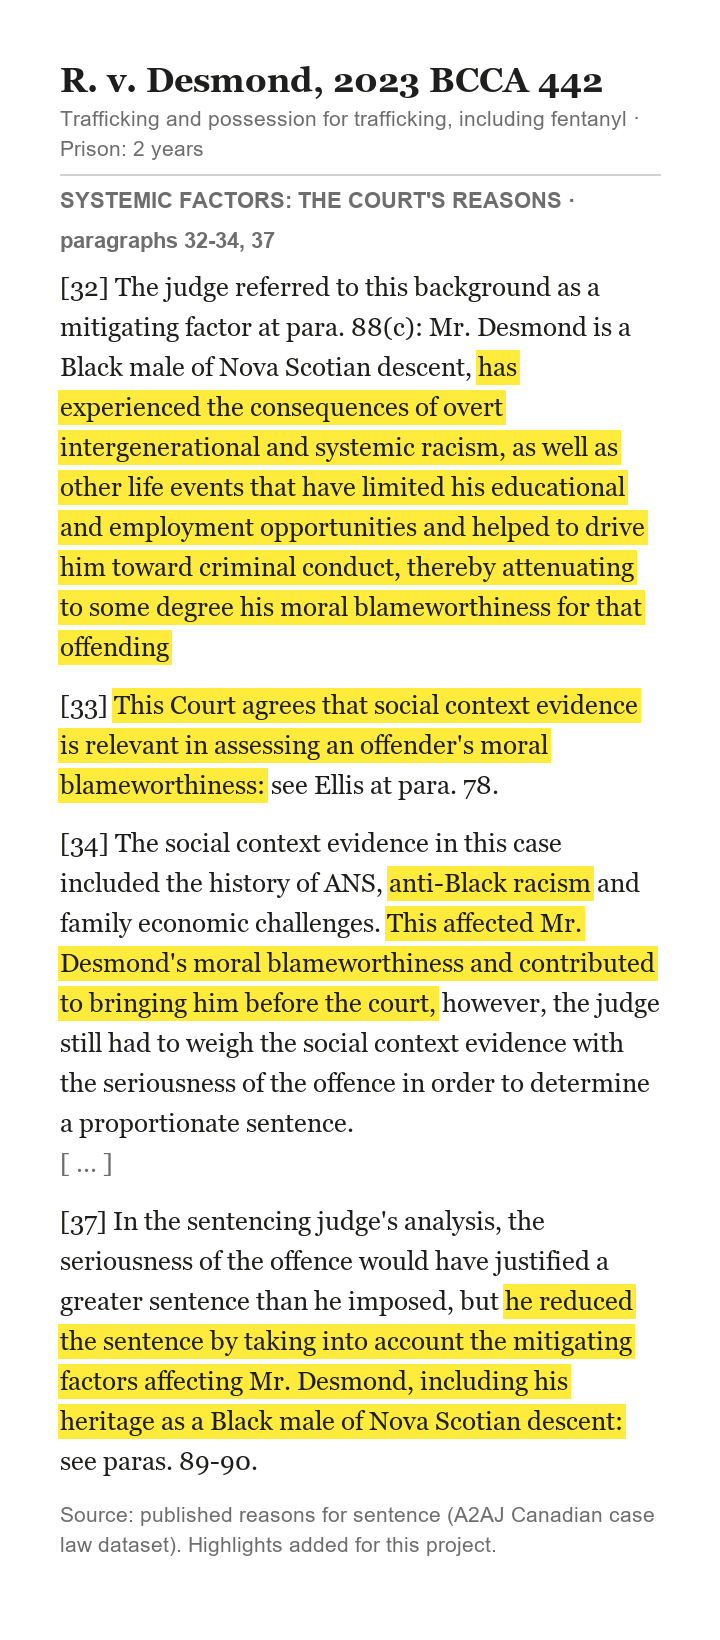 R. v. Desmond, 2023 BCCA 442
Trafficking and possession for trafficking, including fentanyl ·
Prison: 2 years
SYSTEMIC FACTORS: THE COURT'S REASONS ·
paragraphs 32-34, 37
[32] The judge referred to this background as a
mitigating factor at para. 88(c): Mr. Desmond is a
Black male of Nova Scotian descent, has
experienced the consequences of overt
intergenerational and systemic racism, as well as
other life events that have limited his educational
and employment opportunities and helped to drive
him toward criminal conduct, thereby attenuating
to some degree his moral blameworthiness for that
offending
[33] This Court agrees that social context evidence
is relevant in assessing an offender's moral
blameworthiness: see Ellis at para. 78.
[34] The social context evidence in this case
included the history of ANS, anti-Black racism and
family economic challenges. This affected Mr.
Desmond's moral blameworthiness and contributed
to bringing him before the court, however, the judge
still had to weigh the social context evidence with
the seriousness of the offence in order to determine
a proportionate sentence.
[ ... ]
[37] In the sentencing judge's analysis, the
seriousness of the offence would have justified a
greater sentence than he imposed, but he reduced
the sentence by taking into account the mitigating
factors affecting Mr. Desmond, including his
heritage as a Black male of Nova Scotian descent:
see paras. 89-90.
Source: published reasons for sentence (A2AJ Canadian case
law dataset). Highlights added for this project.